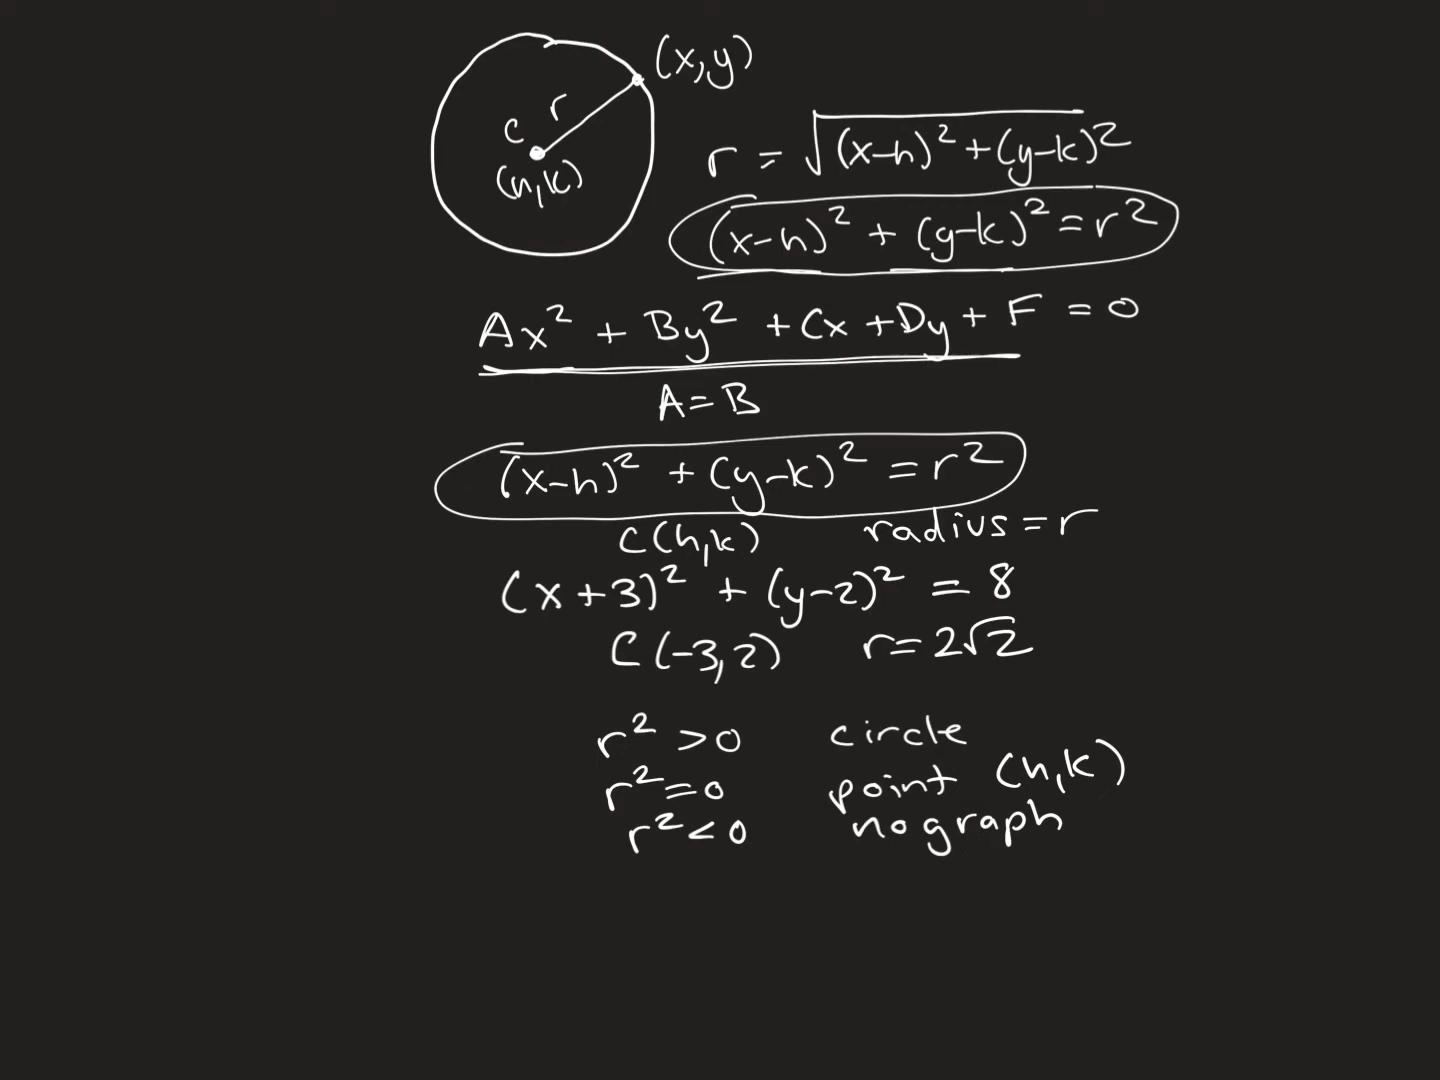 (x,y)
r
C
(h,k)
r = √(x-h)² + (y-k)²
(x-h)² + (y-k)² = r²
Ax² + By² + Cx + Dy + F = 0
A = B
(x-h)² + (y-k)² = r²
C(h,k) radius = r
(x+3)² + (y-2)² = 8
C(-3,2) r = 2√2
r² > 0 circle
r² = 0 point (h,k)
r² < 0 no graph